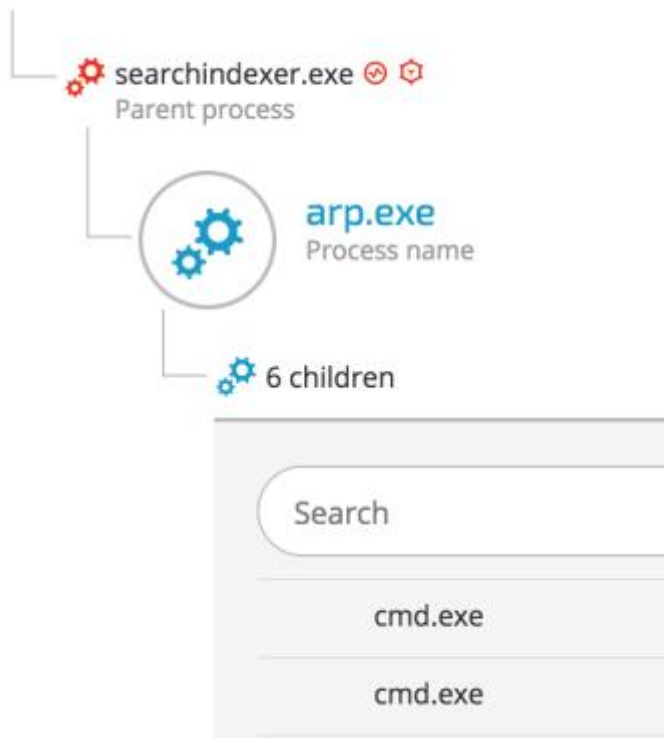 searchindexer.exe
Parent process
arp.exe
Process name
6 children
Search
cmd.exe
cmd.exe